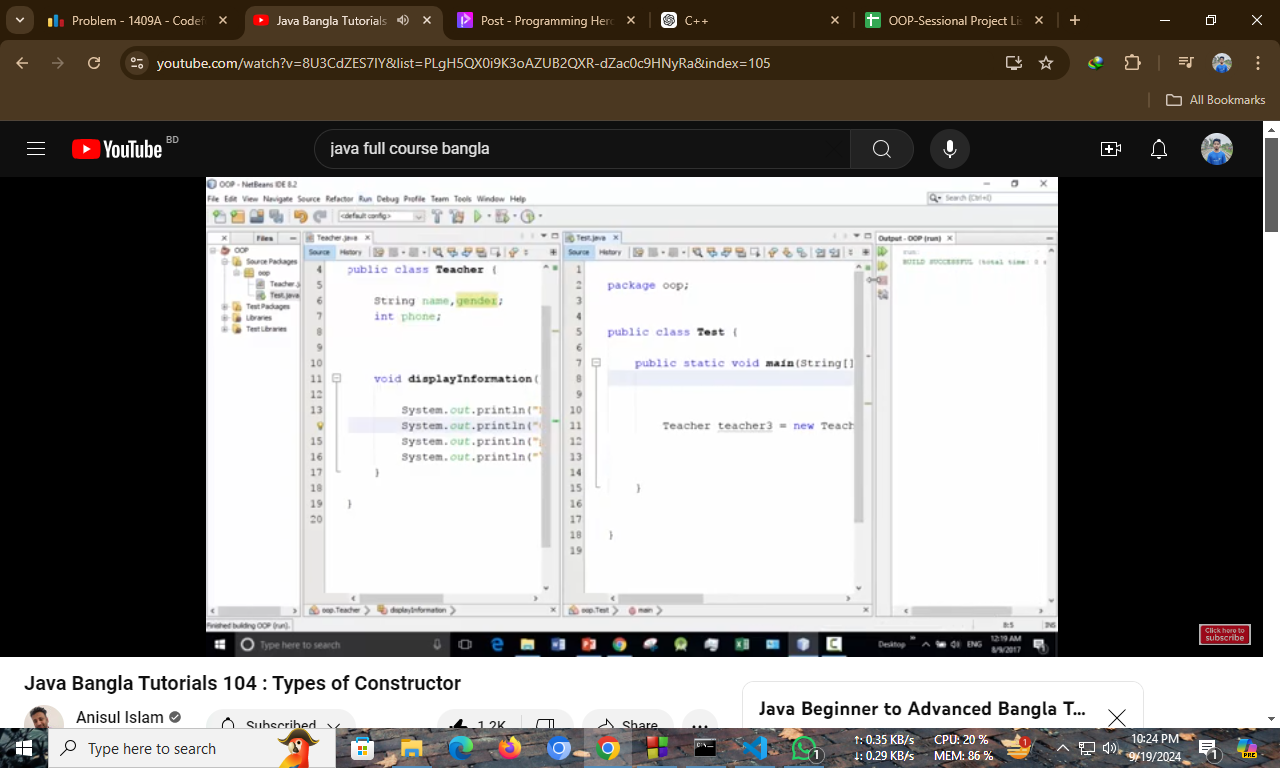 Problem - 1409A - Codef
Java Bangla Tutorials
Post - Programming Hero
C++
OOP-Sessional Project Li
youtube.com/watch?v=8U3CdZES7IY&list=PLgH5QX0i9K3oAZUB2QXR-dZac0c9HNyRa&index=105
All Bookmarks
YouTube BD
java full course bangla
OOP - NetBeans IDE 8.2
File Edit View Navigate Source Refactor Run Debug Profile Team Tools Window Help
Search (Ctrl+I)
<default config>
Files
OOP
Source Packages
oop
Teacher.j
Test.java
Test Packages
Libraries
Test Libraries
Teacher.java
Source History
4 public class Teacher {
5
6 String name,gender;
7 int phone;
8
9
10
11 void displayInformation(
12
13 System.out.println("
System.out.println("
15 System.out.println("
16 System.out.println("
17 }
18
19 }
20
oop.Teacher displayInformation
Test.java
Source History
1
2 package oop;
3
4
5 public class Test {
6
7 public static void main(String[]
8
9
10
11 Teacher teacher3 = new Teach
12
13
14
15 }
16
17
18 }
19
oop.Test main
Output - OOP (run)
run:
BUILD SUCCESSFUL (total time: 0
Finished building OOP (run).
8:5 INS
Type here to search
Desktop
ENG
12:19 AM
8/9/2017
Click here to
subscribe
Java Bangla Tutorials 104 : Types of Constructor
Anisul Islam
Subscribed
1.2K
Share
Java Beginner to Advanced Bangla T...
Type here to search
1
↑: 0.35 KB/s
↓: 0.29 KB/s
CPU: 20 %
MEM: 86 %
1
10:24 PM
9/19/2024
1
PRE